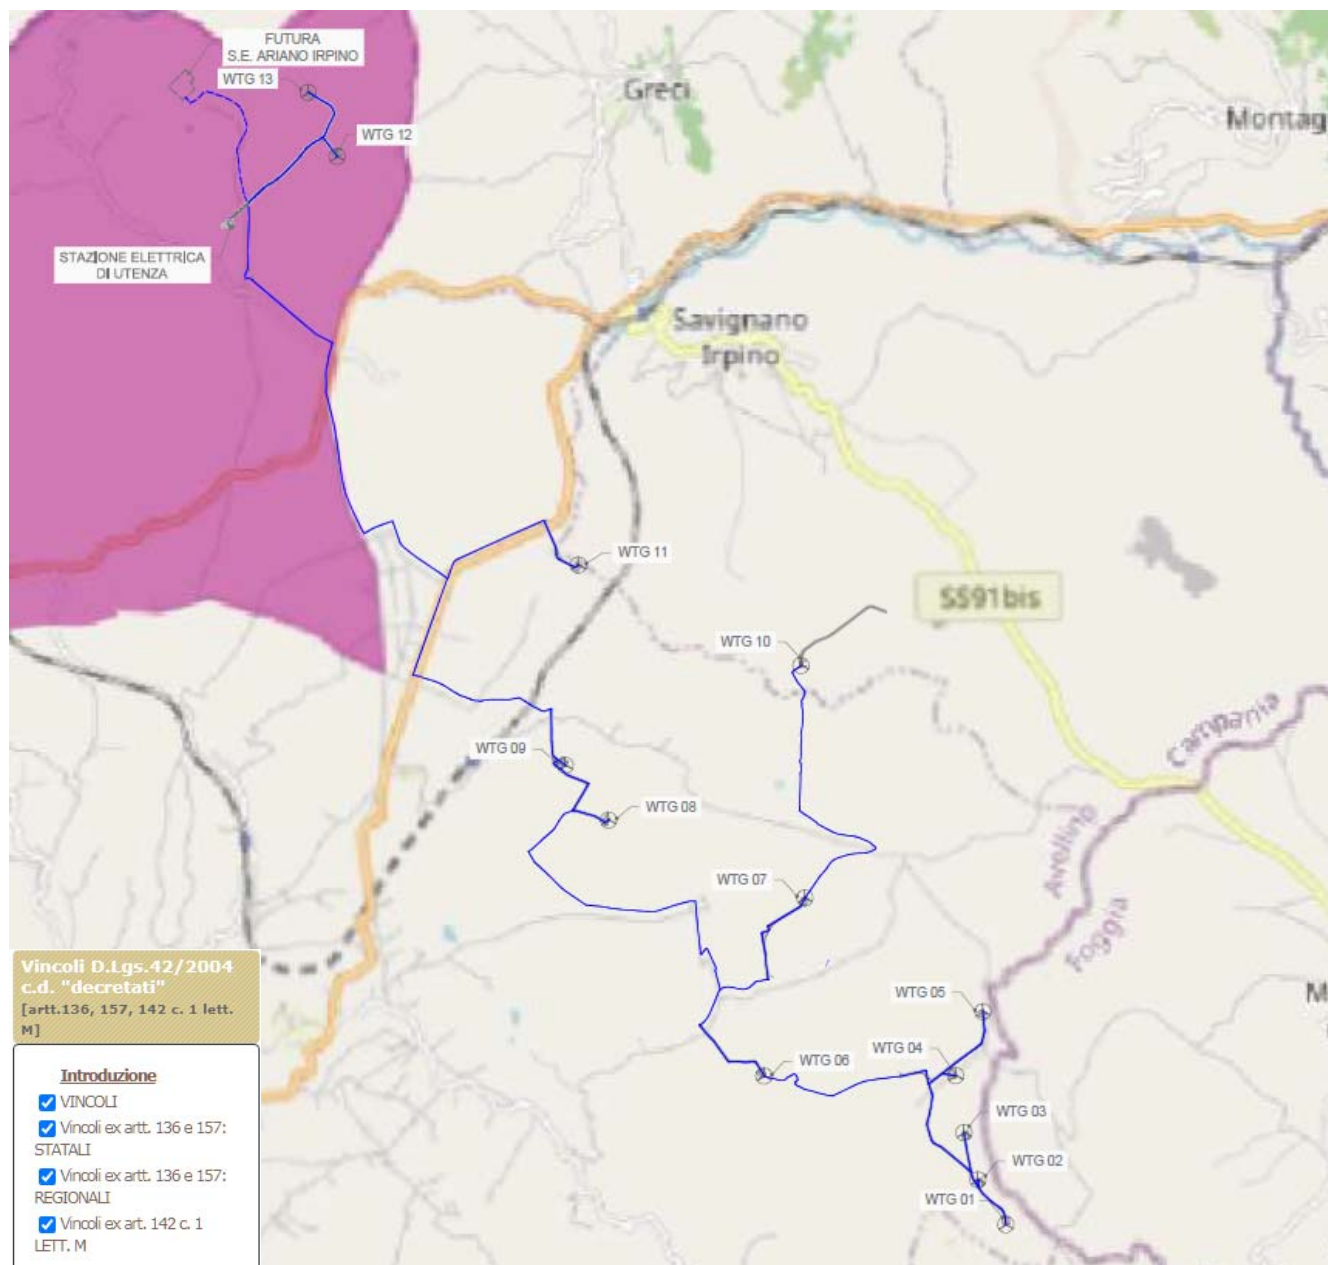 FUTURA
S.E. ARIANO IRPINO
WTG 13
Greci
Montag
WTG 12
STAZIONE ELETTRICA
DI UTENZA
Savignano
Irpino
WTG 11
SS91bis
WTG 10
Campania
WTG 09
WTG 08
Avellino
WTG 07
Foggia
Vincoli D.Lgs.42/2004
c.d. "decretati"
[artt.136, 157, 142 c. 1 lett.
M]
M
WTG 05
WTG 06
WTG 04
Introduzione
VINCOLI
Vincoli ex artt. 136 e 157:
STATALI
Vincoli ex artt. 136 e 157:
REGIONALI
Vincoli ex art. 142 c. 1
LETT. M
WTG 03
WTG 02
WTG 01